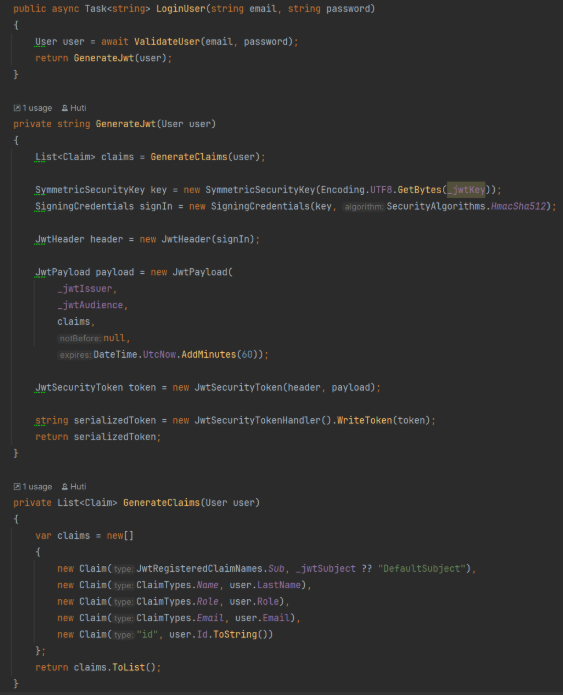 public async Task<string> LoginUser(string email, string password)
{
    User user = await ValidateUser(email, password);
    return GenerateJwt(user);
}
1 usage Huti
private string GenerateJwt(User user)
{
    List<Claim> claims = GenerateClaims(user);
    SymmetricSecurityKey key = new SymmetricSecurityKey(Encoding.UTF8.GetBytes(_jwtKey));
    SigningCredentials signIn = new SigningCredentials(key, algorithm: SecurityAlgorithms.HmacSha512);
    JwtHeader header = new JwtHeader(signIn);
    JwtPayload payload = new JwtPayload(
        _jwtIssuer,
        _jwtAudience,
        claims,
        notBefore: null,
        expires: DateTime.UtcNow.AddMinutes(60));
    JwtSecurityToken token = new JwtSecurityToken(header, payload);
    string serializedToken = new JwtSecurityTokenHandler().WriteToken(token);
    return serializedToken;
}
1 usage Huti
private List<Claim> GenerateClaims(User user)
{
    var claims = new[]
    {
        new Claim(type: JwtRegisteredClaimNames.Sub, _jwtSubject ?? "DefaultSubject"),
        new Claim(type: ClaimTypes.Name, user.LastName),
        new Claim(type: ClaimTypes.Role, user.Role),
        new Claim(type: ClaimTypes.Email, user.Email),
        new Claim(type: "id", user.Id.ToString())
    };
    return claims.ToList();
}